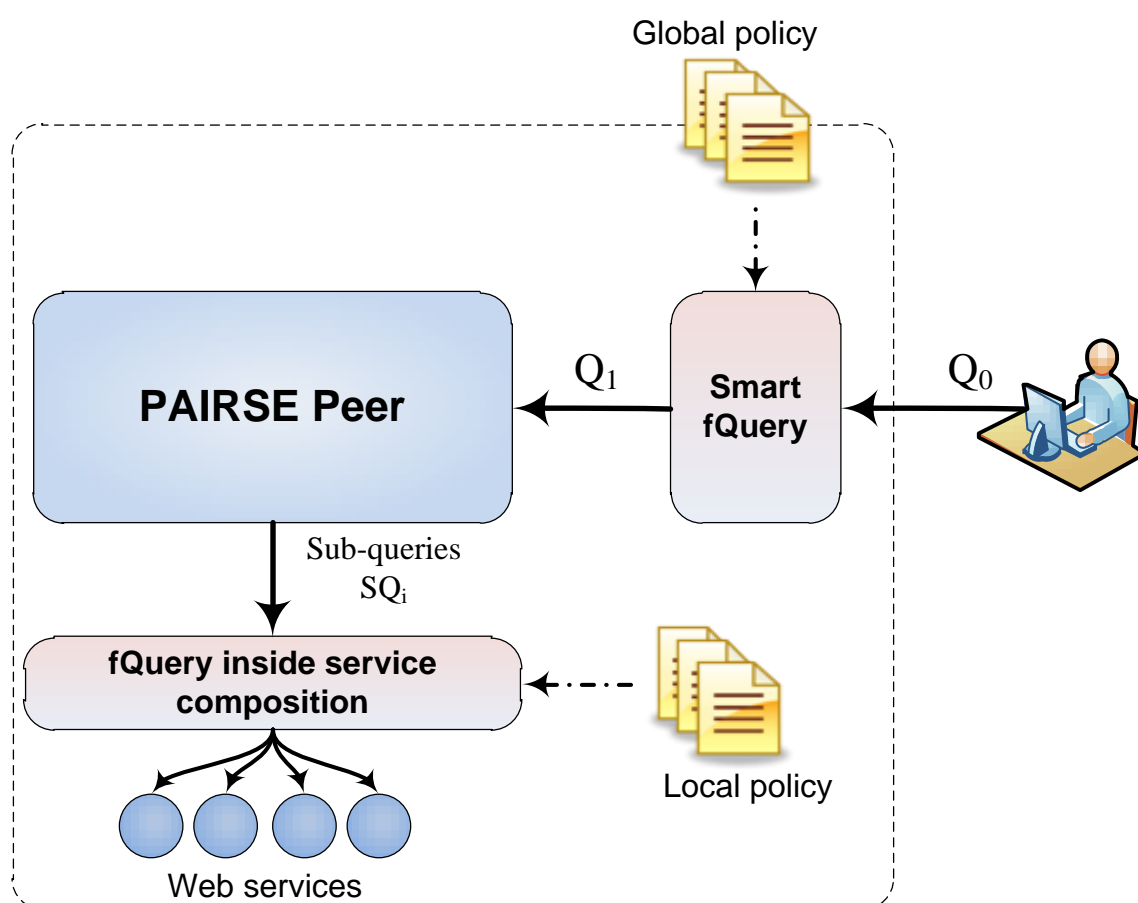 Global policy
PAIRSE Peer
Q₁
Smart
fQuery
Q₀
Sub-queries
SQᵢ
fQuery inside service
composition
Local policy
Web services